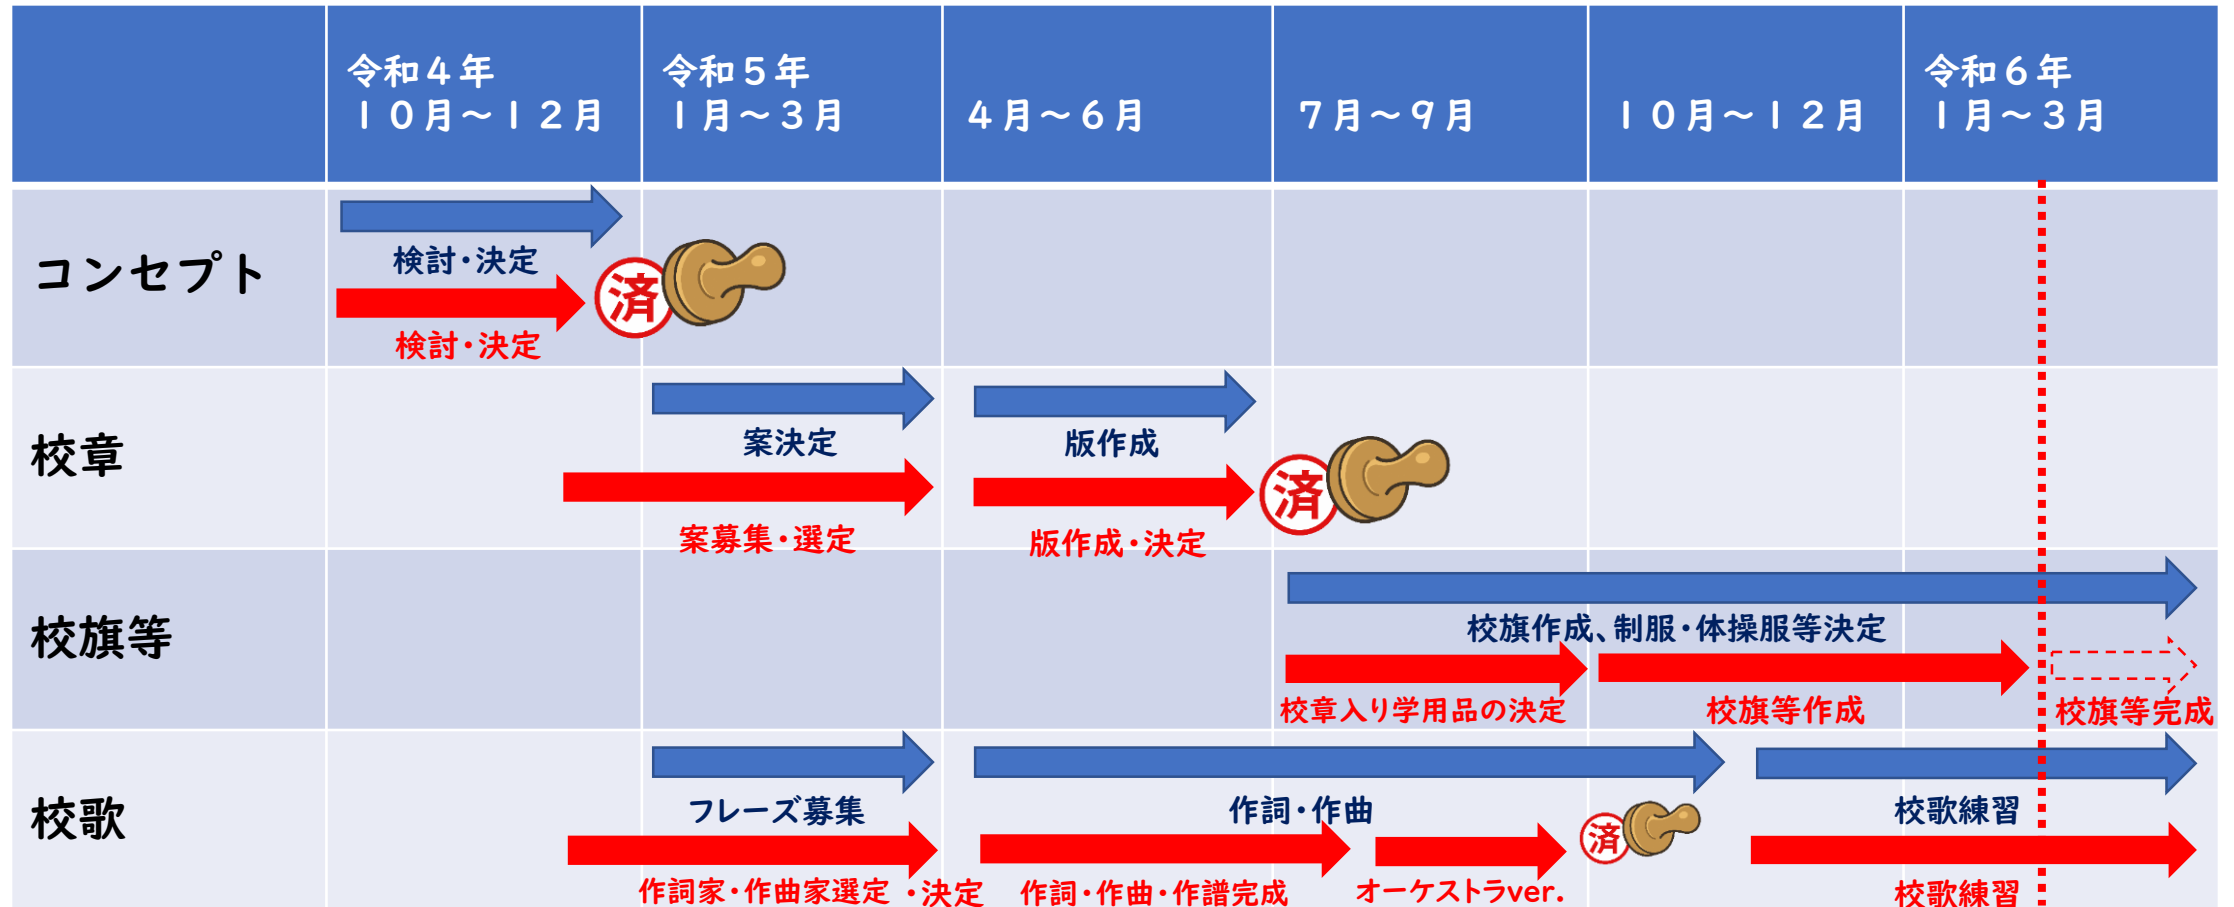 令和４年
１０月～１２月
令和５年
１月～３月
４月～６月
７月～９月
１０月～１２月
令和６年
１月～３月
コンセプト
検討・決定
検討・決定
済
校章
案決定
案募集・選定
版作成
版作成・決定
済
校旗等
校旗作成、制服・体操服等決定
校章入り学用品の決定
校旗等作成
校旗等完成
校歌
フレーズ募集
作詞家・作曲家選定 ・決定
作詞・作曲
作詞・作曲・作譜完成
オーケストラver.
済
校歌練習
校歌練習